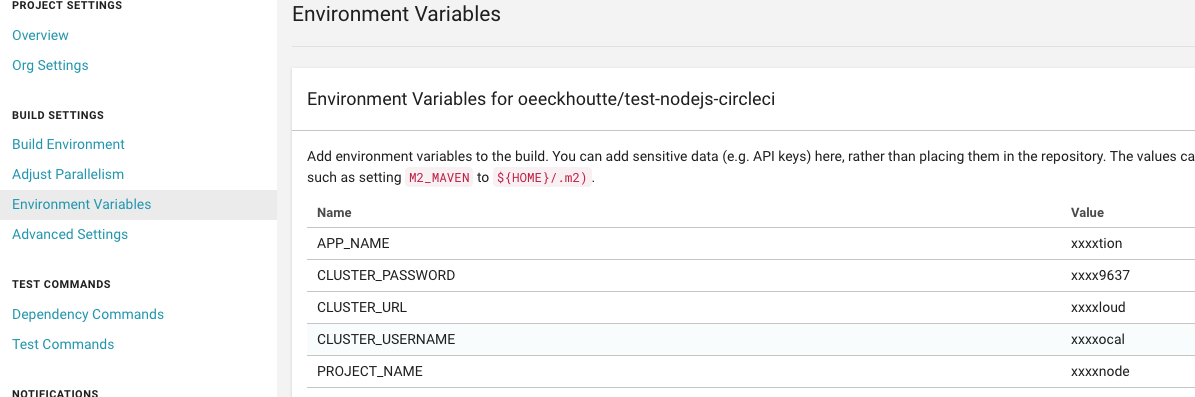 PROJECT SETTINGS
Overview
Org Settings
BUILD SETTINGS
Build Environment
Adjust Parallelism
Environment Variables
Advanced Settings
TEST COMMANDS
Dependency Commands
Test Commands
NOTIFICATIONS
Environment Variables
Environment Variables for oeeckhoutte/test-nodejs-circleci
Add environment variables to the build. You can add sensitive data (e.g. API keys) here, rather than placing them in the repository. The values ca
such as setting M2_MAVEN to ${HOME}/.m2).
Name Value
APP_NAME xxxxtion
CLUSTER_PASSWORD xxxx9637
CLUSTER_URL xxxxloud
CLUSTER_USERNAME xxxxocal
PROJECT_NAME xxxxnode